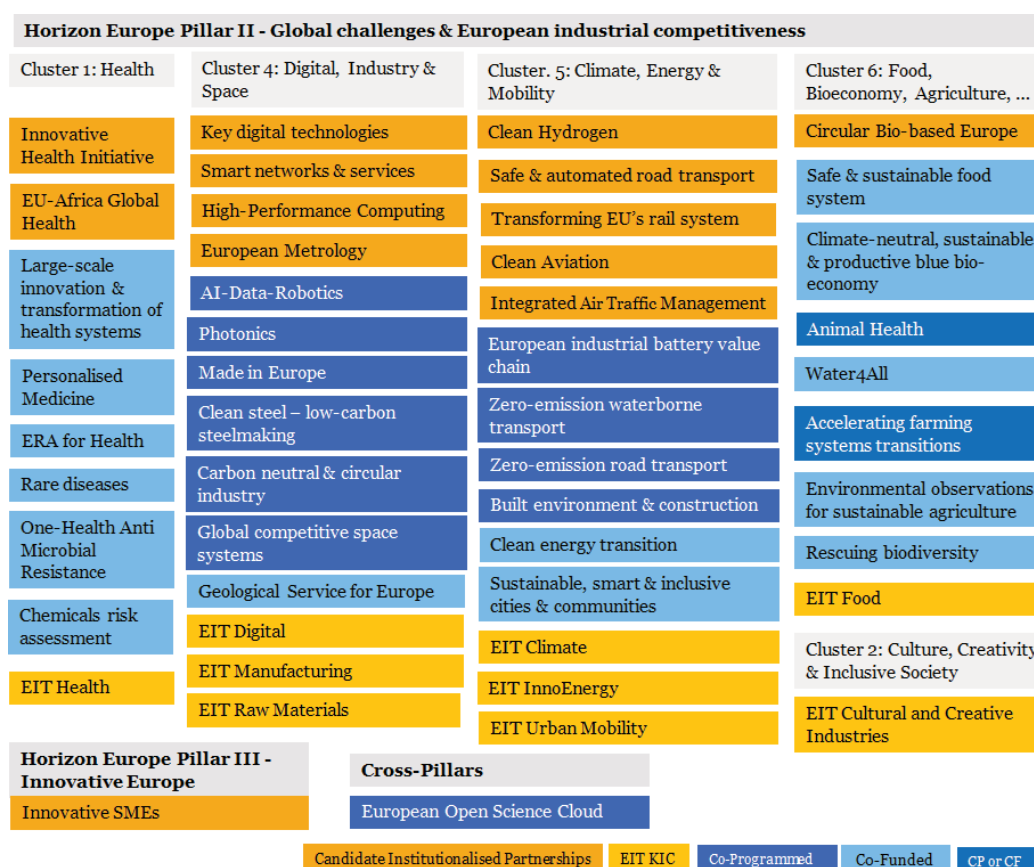 Horizon Europe Pillar II - Global challenges & European industrial competitiveness
Cluster 1: Health
Innovative
Health Initiative
EU-Africa Global
Health
Large-scale
innovation &
transformation of
health systems
Personalised
Medicine
ERA for Health
Rare diseases
One-Health Anti
Microbial
Resistance
Chemicals risk
assessment
EIT Health
Cluster 4: Digital, Industry &
Space
Key digital technologies
Smart networks & services
High-Performance Computing
European Metrology
AI-Data-Robotics
Photonics
Made in Europe
Clean steel – low-carbon
steelmaking
Carbon neutral & circular
industry
Global competitive space
systems
Geological Service for Europe
EIT Digital
EIT Manufacturing
EIT Raw Materials
Cluster. 5: Climate, Energy &
Mobility
Clean Hydrogen
Safe & automated road transport
Transforming EU's rail system
Clean Aviation
Integrated Air Traffic Management
European industrial battery value
chain
Zero-emission waterborne
transport
Zero-emission road transport
Built environment & construction
Clean energy transition
Sustainable, smart & inclusive
cities & communities
EIT Climate
EIT InnoEnergy
EIT Urban Mobility
Cluster 6: Food,
Bioeconomy, Agriculture, ...
Circular Bio-based Europe
Safe & sustainable food
system
Climate-neutral, sustainable
& productive blue bio-
economy
Animal Health
Water4All
Accelerating farming
systems transitions
Environmental observations
for sustainable agriculture
Rescuing biodiversity
EIT Food
Cluster 2: Culture, Creativity
& Inclusive Society
EIT Cultural and Creative
Industries
Horizon Europe Pillar III -
Innovative Europe
Innovative SMEs
Cross-Pillars
European Open Science Cloud
Candidate Institutionalised Partnerships
EIT KIC
Co-Programmed
Co-Funded
CP or CF